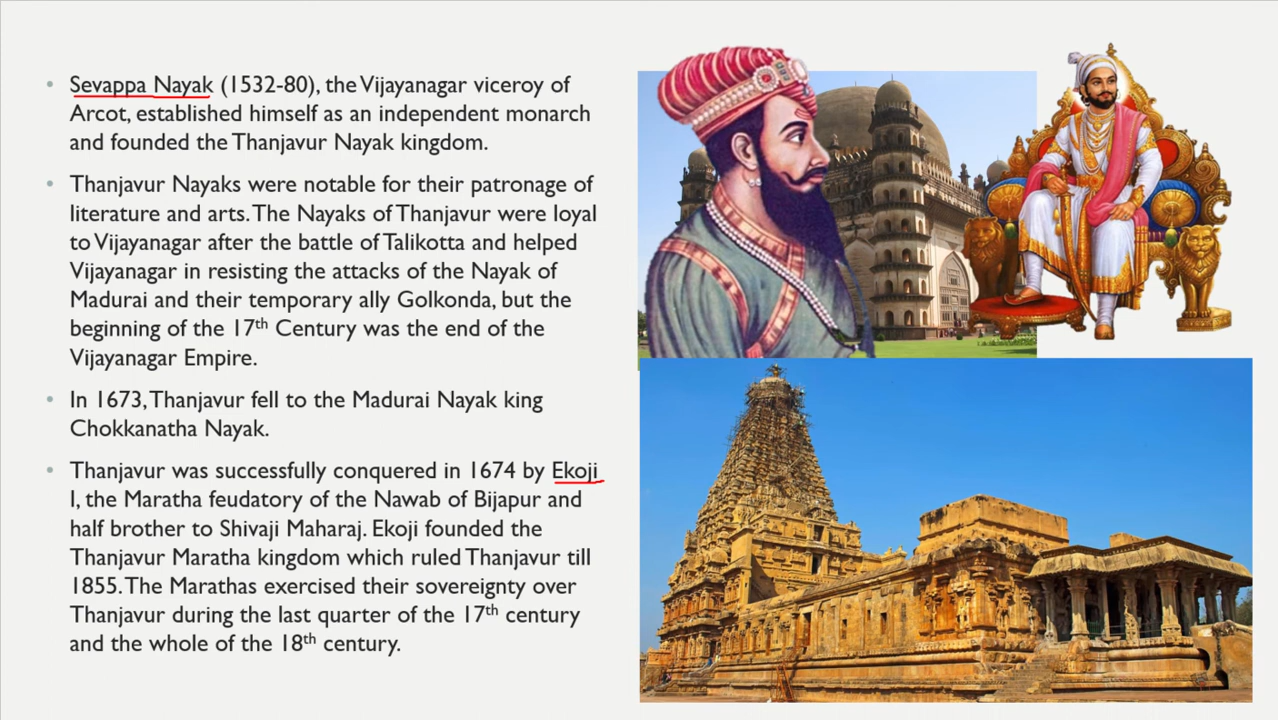 • Sevappa Nayak (1532-80), the Vijayanagar viceroy of
Arcot, established himself as an independent monarch
and founded the Thanjavur Nayak kingdom.
• Thanjavur Nayaks were notable for their patronage of
literature and arts. The Nayaks of Thanjavur were loyal
to Vijayanagar after the battle of Talikotta and helped
Vijayanagar in resisting the attacks of the Nayak of
Madurai and their temporary ally Golkonda, but the
beginning of the 17th Century was the end of the
Vijayanagar Empire.
• In 1673, Thanjavur fell to the Madurai Nayak king
Chokkanatha Nayak.
• Thanjavur was successfully conquered in 1674 by Ekoji
I, the Maratha feudatory of the Nawab of Bijapur and
half brother to Shivaji Maharaj. Ekoji founded the
Thanjavur Maratha kingdom which ruled Thanjavur till
1855. The Marathas exercised their sovereignty over
Thanjavur during the last quarter of the 17th century
and the whole of the 18th century.